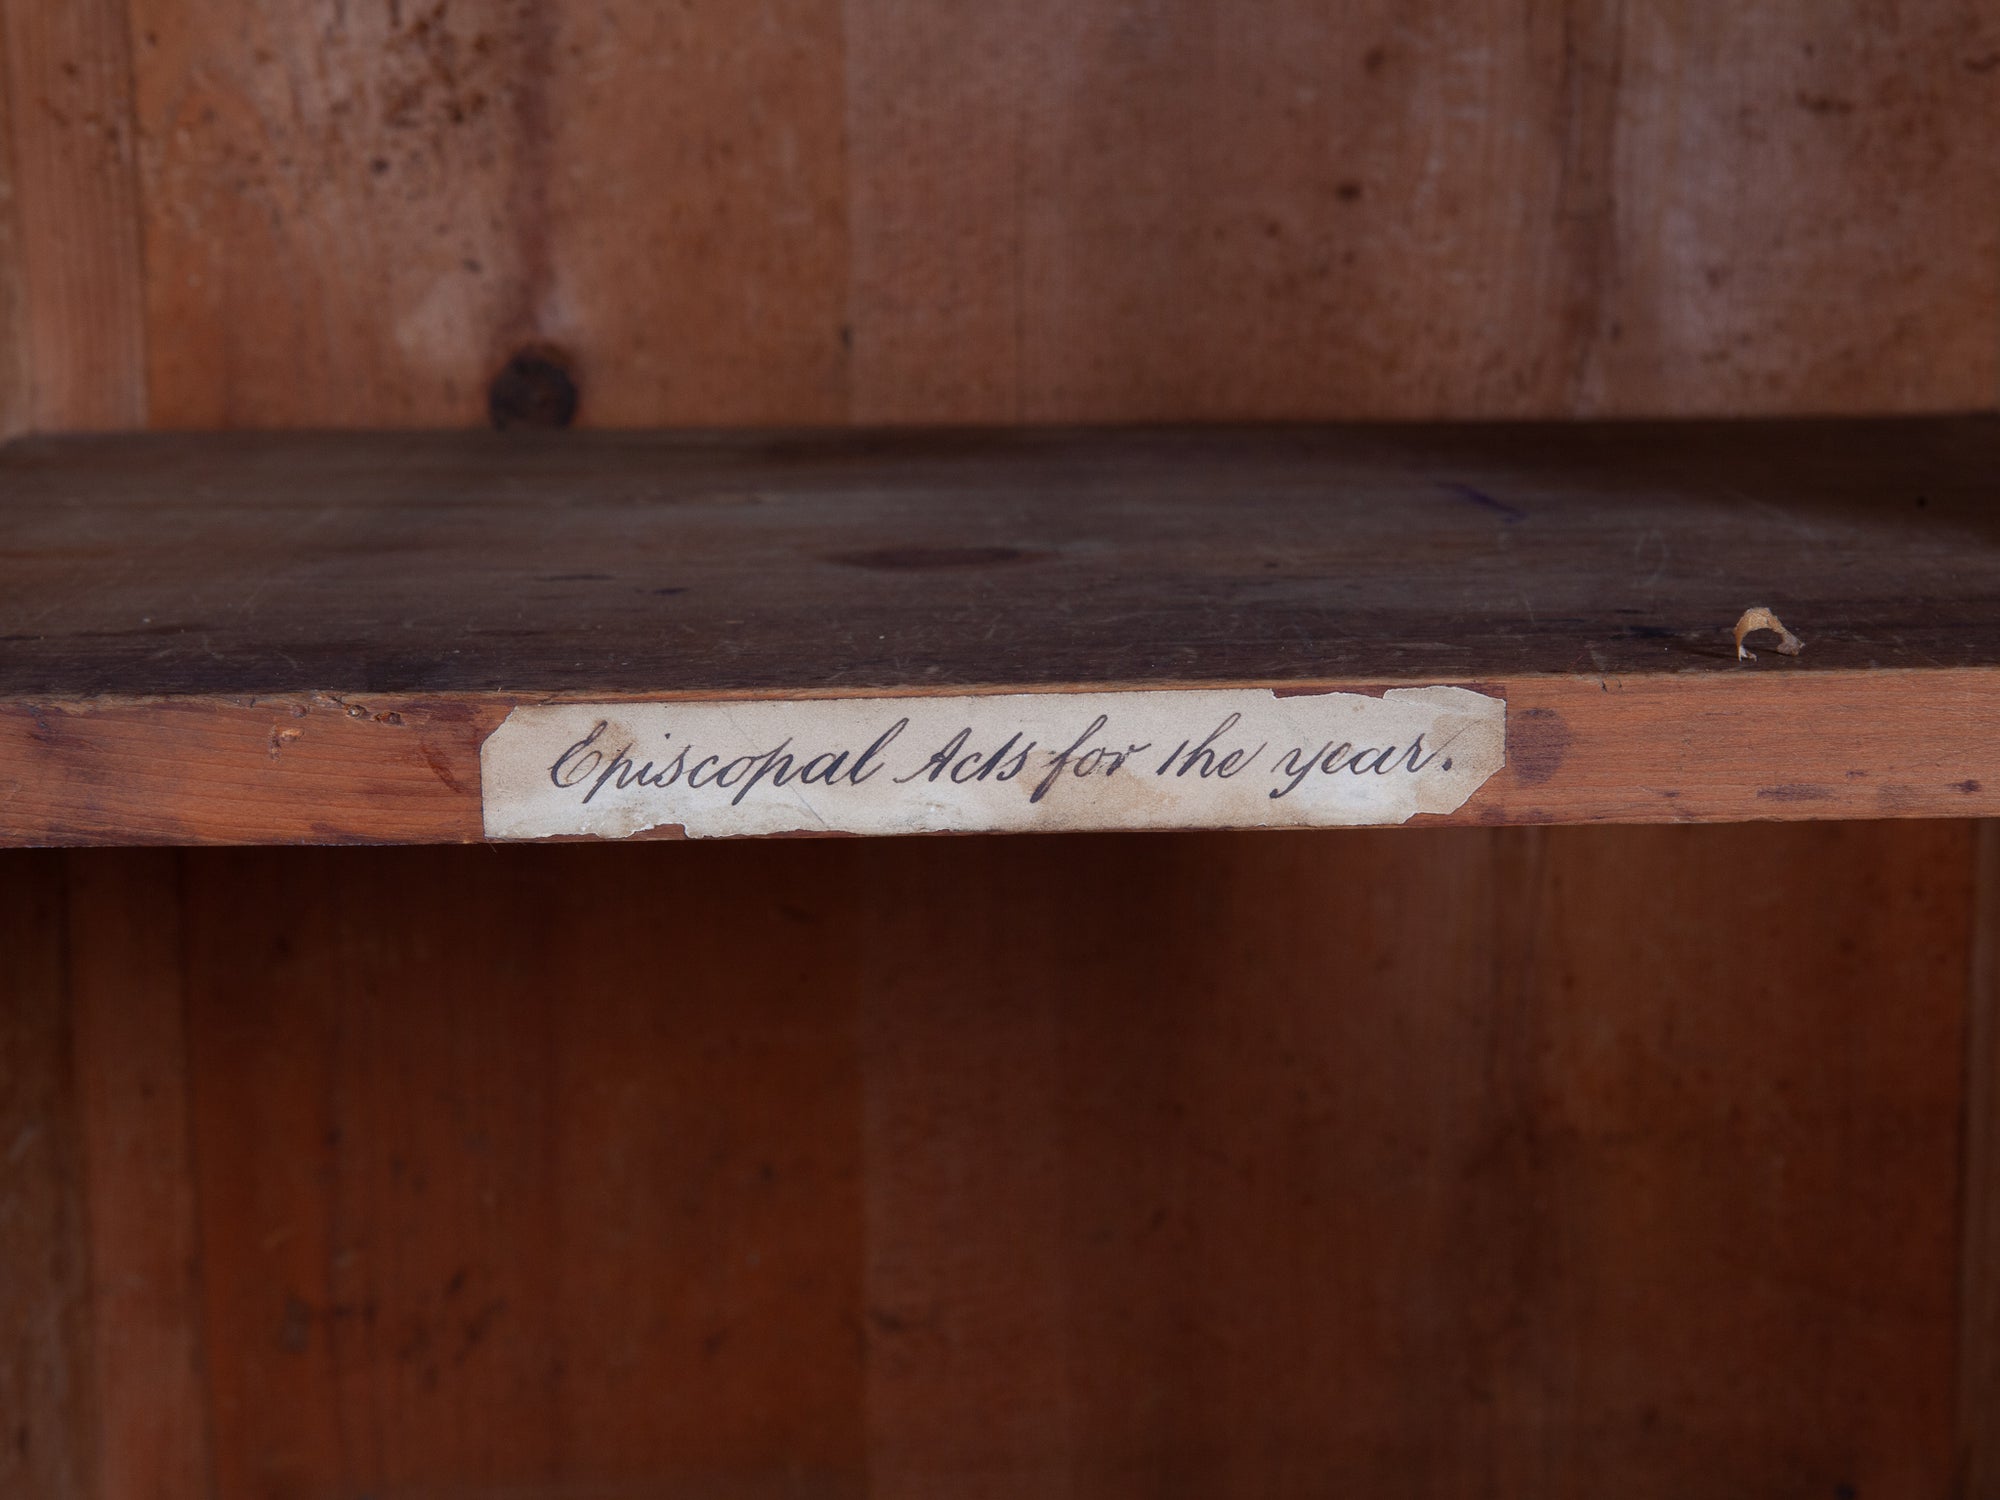 Episcopal Acts for the year.